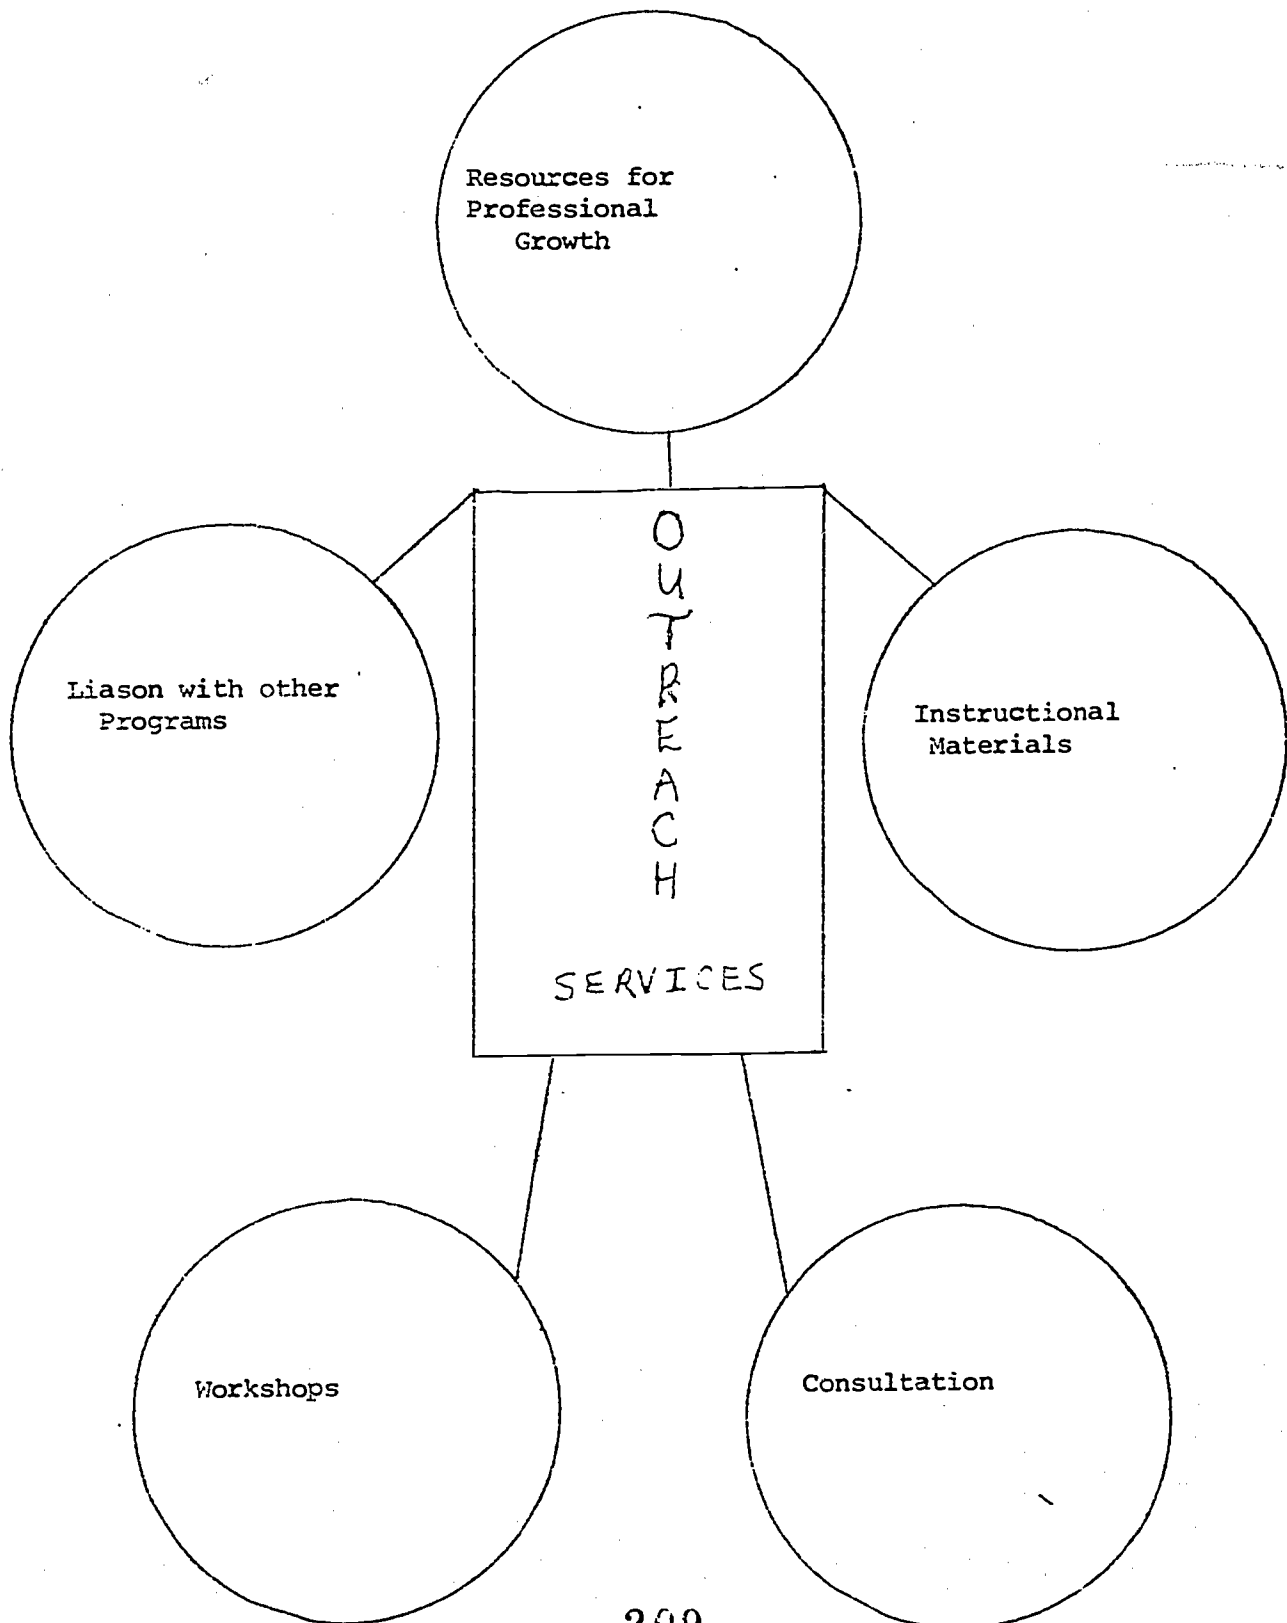 Resources for
Professional
Growth
O
U
T
R
E
A
C
H
SERVICES
Liason with other
Programs
Instructional
Materials
Workshops
Consultation